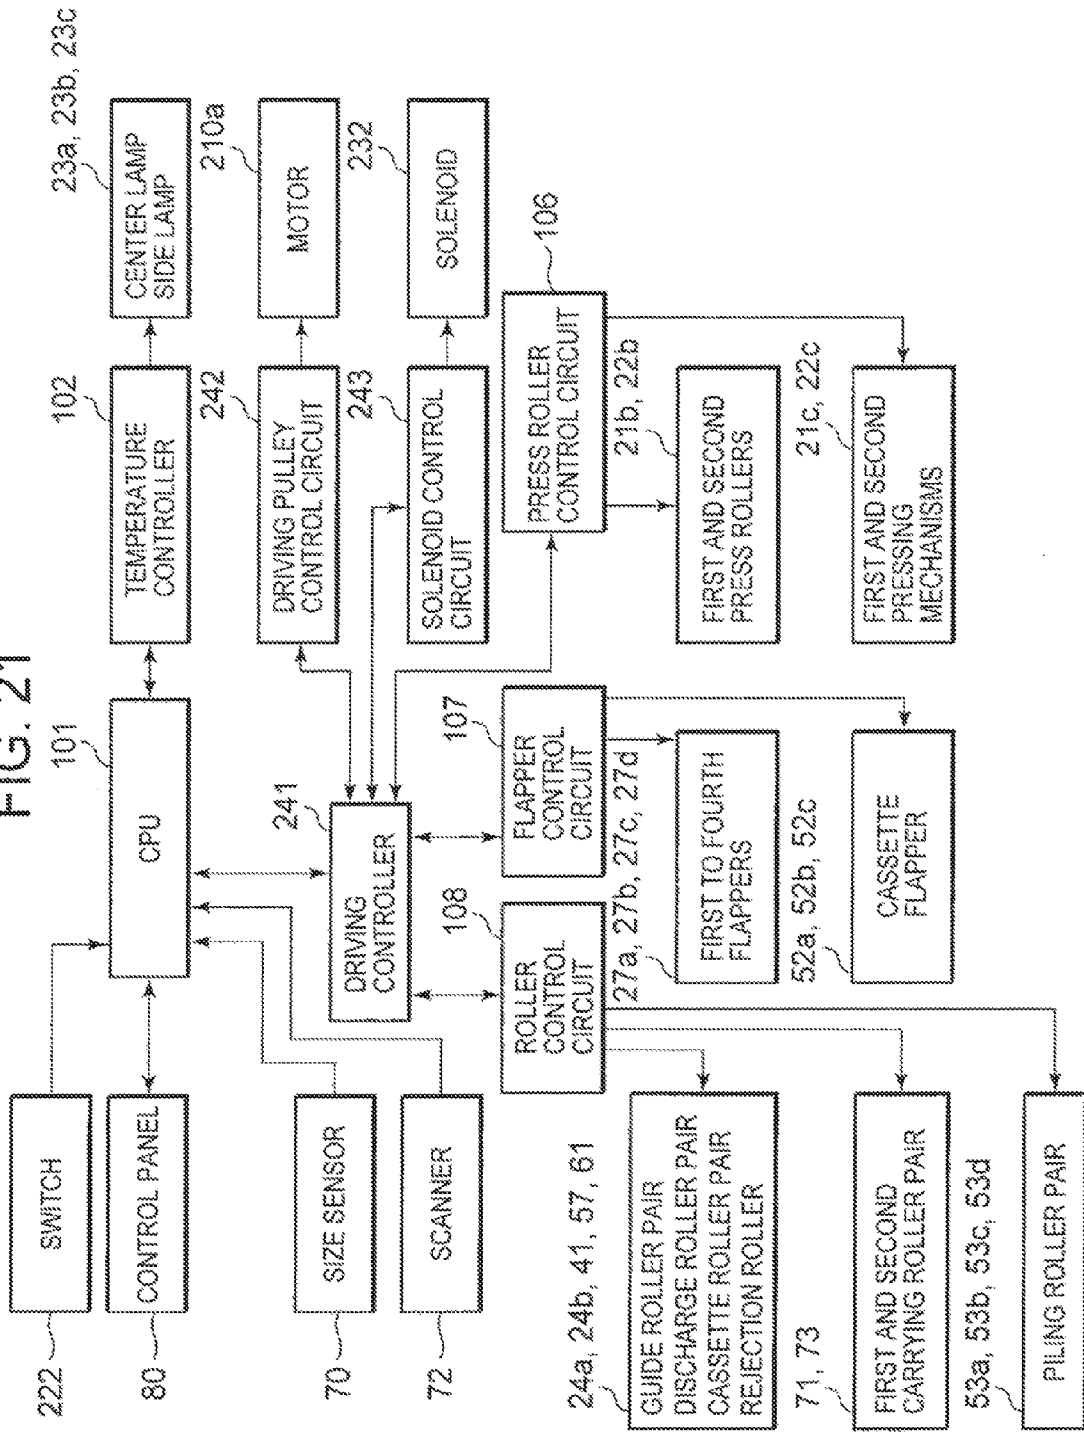 FIG. 21
222
SWITCH
80
CONTROL PANEL
70
SIZE SENSOR
72
SCANNER
101
CPU
102
TEMPERATURE
CONTROLLER
23a, 23b, 23c
CENTER LAMP
SIDE LAMP
241
DRIVING
CONTROLLER
242
DRIVING PULLEY
CONTROL CIRCUIT
210a
MOTOR
243
SOLENOID CONTROL
CIRCUIT
232
SOLENOID
108
ROLLER
CONTROL
CIRCUIT
107
FLAPPER
CONTROL
CIRCUIT
106
PRESS ROLLER
CONTROL CIRCUIT
24a, 24b, 41, 57, 61
GUIDE ROLLER PAIR
DISCHARGE ROLLER PAIR
CASSETTE ROLLER PAIR
REJECTION ROLLER
27a, 27b, 27c, 27d
FIRST TO FOURTH
FLAPPERS
21b, 22b
FIRST AND SECOND
PRESS ROLLERS
71, 73
FIRST AND SECOND
CARRYING ROLLER PAIR
52a, 52b, 52c
CASSETTE
FLAPPER
21c, 22c
FIRST AND SECOND
PRESSING
MECHANISMS
53a, 53b, 53c, 53d
PILING ROLLER PAIR